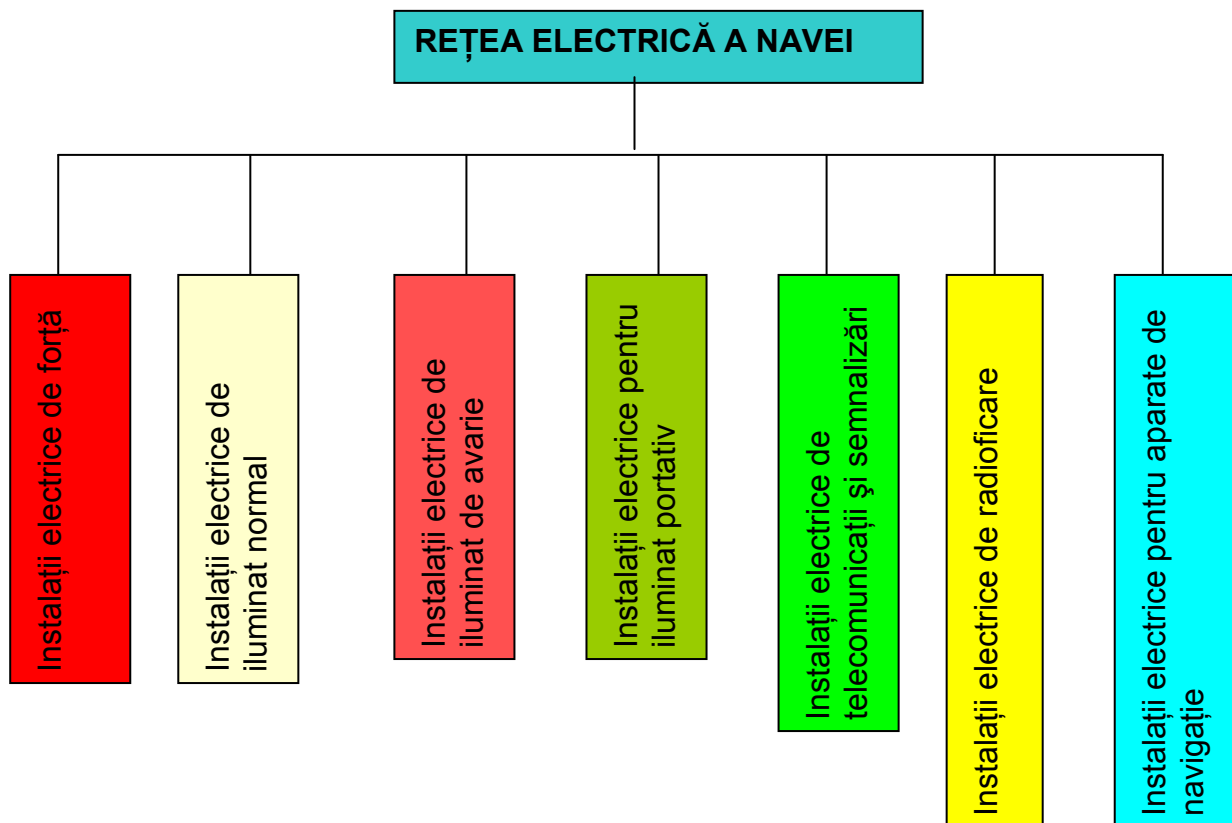 REȚEA ELECTRICĂ A NAVEI
Instalații electrice de forță
Instalații electrice de
iluminat normal
Instalații electrice de
iluminat de avarie
Instalații electrice pentru
iluminat portativ
Instalații electrice de
telecomunicații şi semnalizări
Instalații electrice de radioficare
Instalații electrice pentru aparate de
navigație